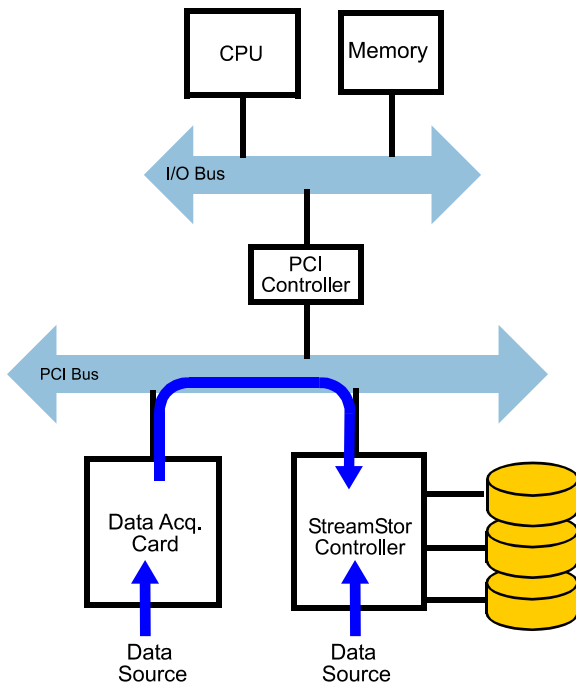 CPU
Memory
I/O Bus
PCI
Controller
PCI Bus
Data Acq.
Card
StreamStor
Controller
Data
Source
Data
Source